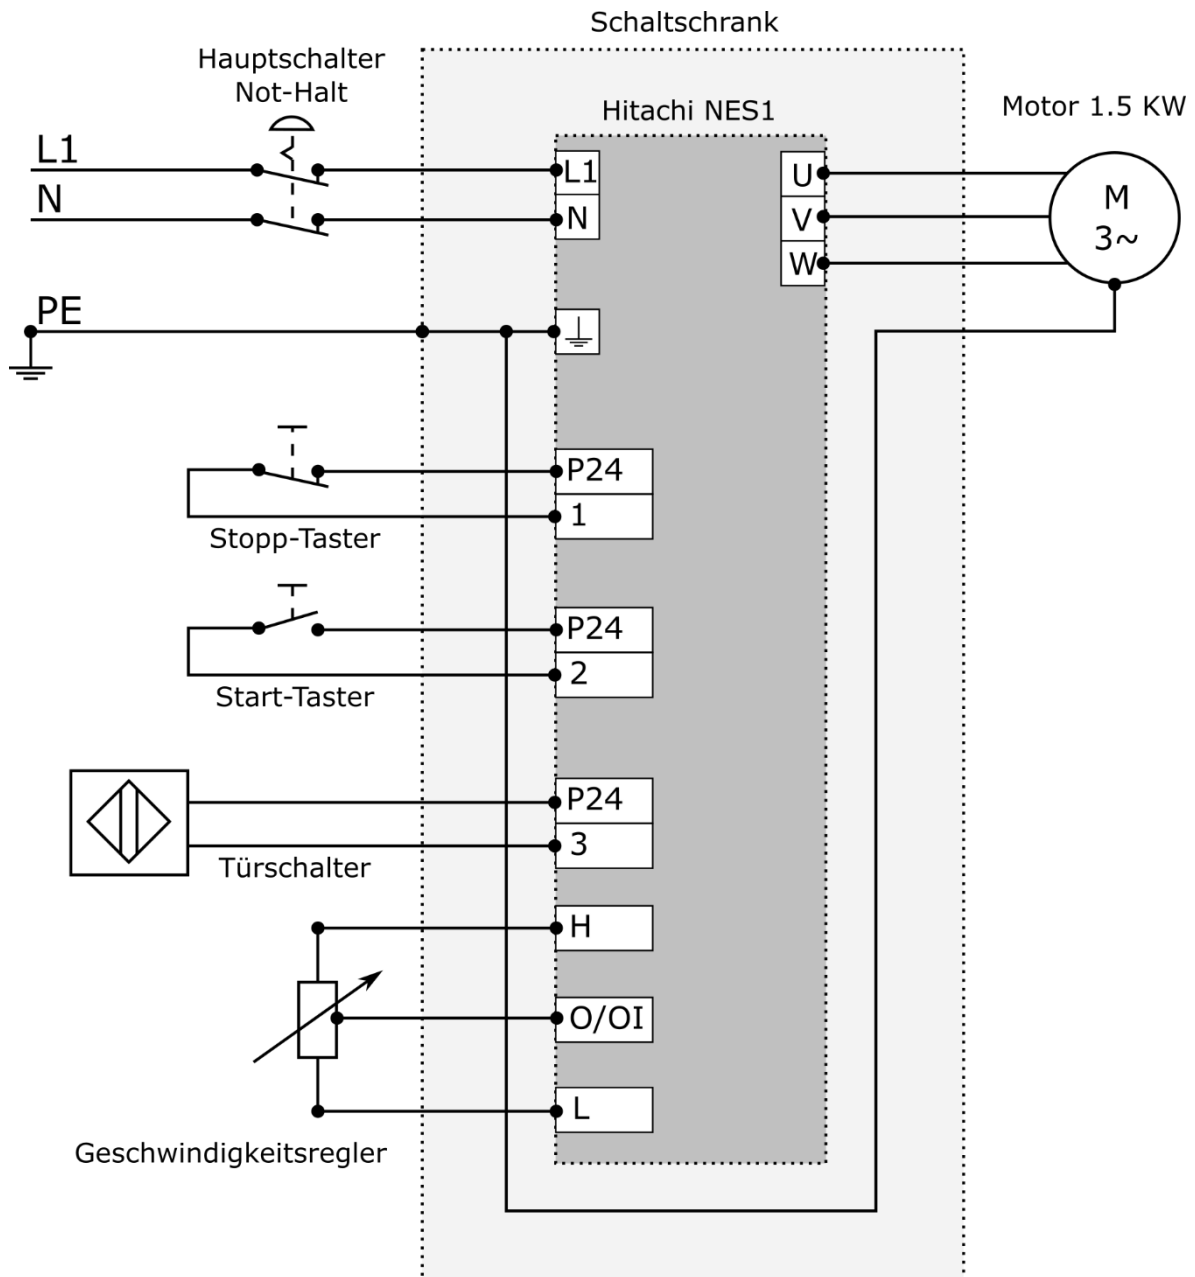 Schaltschrank
Hauptschalter
Not-Halt
Hitachi NES1
Motor 1.5 KW
L1
L1
U
M
N
N
V
3~
W
PE
P24
1
Stopp-Taster
P24
2
Start-Taster
P24
3
Türschalter
H
O/OI
L
Geschwindigkeitsregler